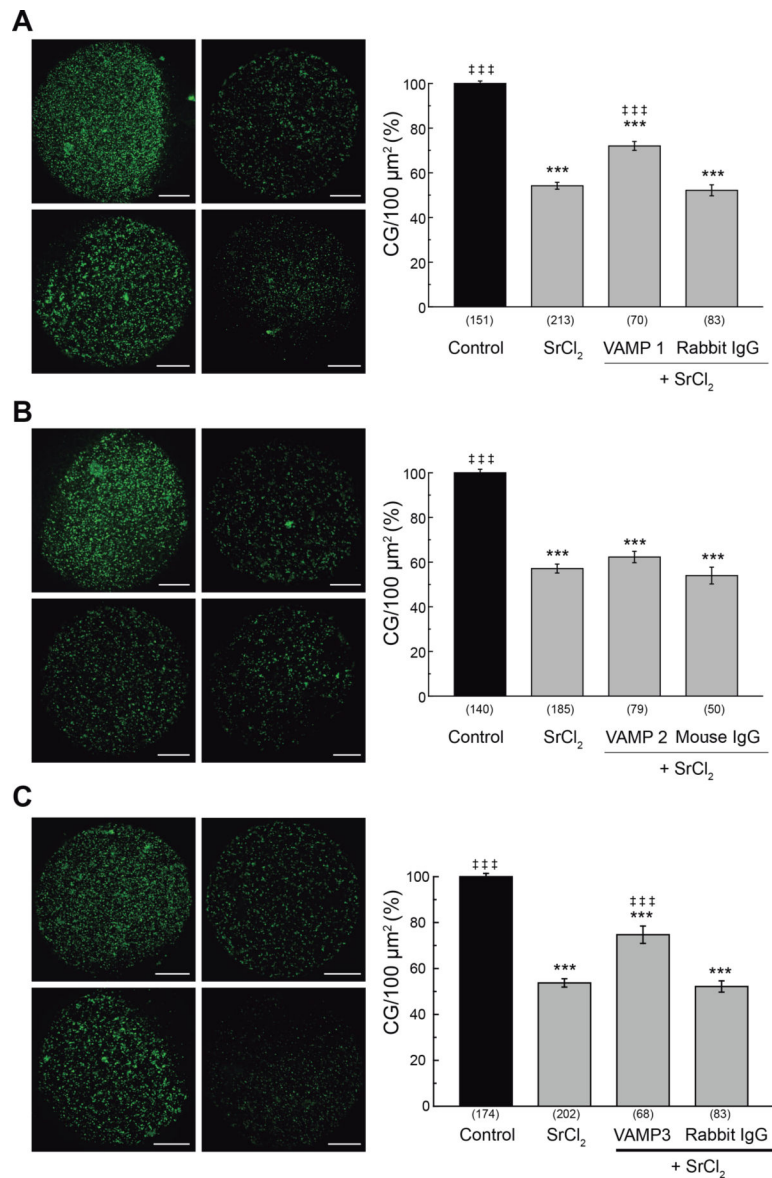 A
CG/100 µm² (%)
100
80
60
40
20
0
‡‡‡
***
‡‡‡
***
***
(151) (213) (70) (83)
Control SrCl₂ VAMP 1 Rabbit IgG
+ SrCl₂
B
CG/100 µm² (%)
100
80
60
40
20
0
‡‡‡
***
***
***
(140) (185) (79) (50)
Control SrCl₂ VAMP 2 Mouse IgG
+ SrCl₂
C
CG/100 µm² (%)
100
80
60
40
20
0
‡‡‡
***
‡‡‡
***
***
(174) (202) (68) (83)
Control SrCl₂ VAMP3 Rabbit IgG
+ SrCl₂